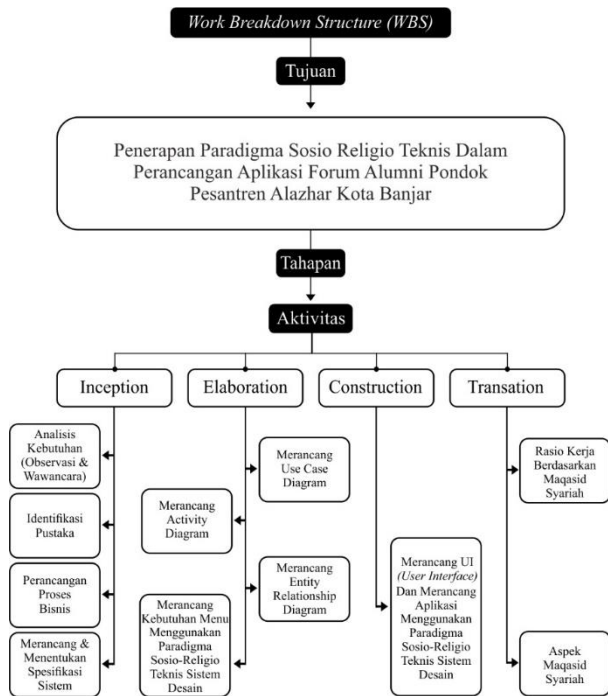 Work Breakdown Structure (WBS)
Tujuan
Penerapan Paradigma Sosio Religio Teknis Dalam
Perancangan Aplikasi Forum Alumni Pondok
Pesantren Alazhar Kota Banjar
Tahapan
Aktivitas
Inception
Analisis
Kebutuhan
(Observasi &
Wawancara)
Identifikasi
Pustaka
Perancangan
Proses
Bisnis
Merancang &
Menentukan
Spesifikasi
Sistem
Elaboration
Merancang
Use Case
Diagram
Merancang
Activity
Diagram
Merancang
Entity
Relationship
Diagram
Merancang
Kebutuhan Menu
Menggunakan
Paradigma
Sosio-Religio
Teknis Sistem
Desain
Construction
Merancang UI
(User Interface)
Dan Merancang
Aplikasi
Menggunakan
Paradigma
Sosio-Religio
Teknis Sistem
Desain
Transation
Rasio Kerja
Berdasarkan
Maqasid
Syariah
Aspek
Maqasid
Syariah